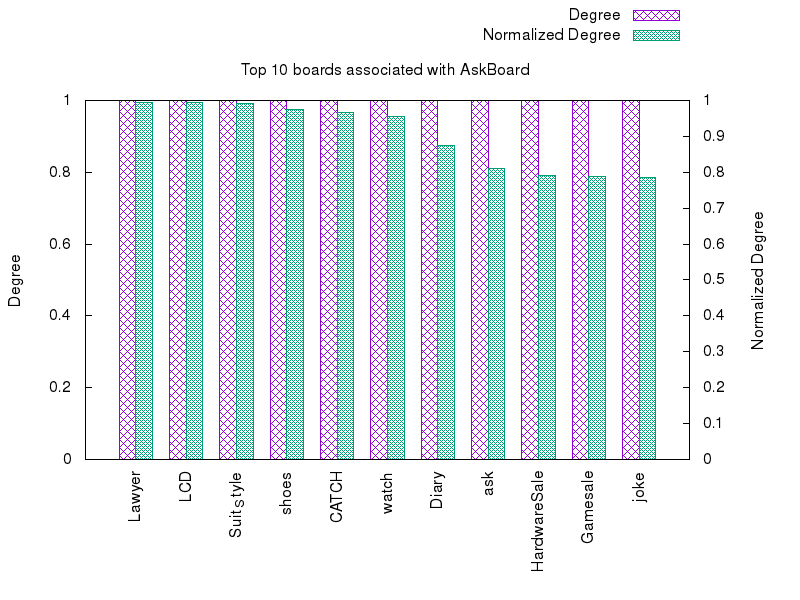 Degree
Normalized Degree
Top 10 boards associated with AskBoard
1
0.8
0.6
0.4
0.2
0
Degree
1
0.9
0.8
0.7
0.6
0.5
0.4
0.3
0.2
0.1
0
Normalized Degree
Lawyer
LCD
Suitstyle
shoes
CATCH
watch
Diary
ask
HardwareSale
Gamesale
joke